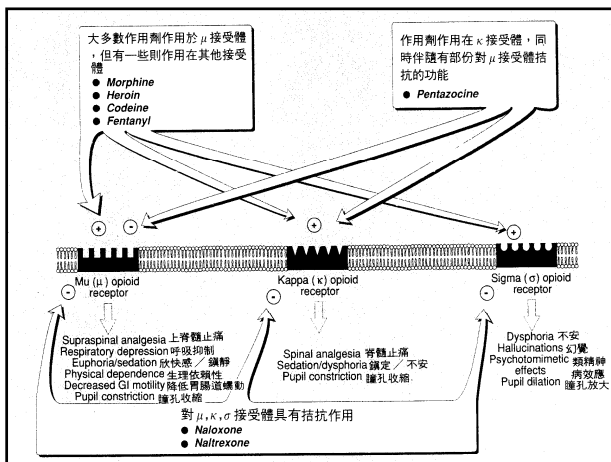 大多數作用劑作用於 μ 接受體
，但有一些則作用在其他接受
體
● Morphine
● Heroin
● Codeine
● Fentanyl
作用劑作用在 κ 接受體，同
時伴隨有部份對 μ 接受體拮
抗的功能
● Pentazocine
+
-
+
+
Mu (μ) opioid
receptor
Kappa (κ) opioid
receptor
Sigma (σ) opioid
receptor
-
-
-
Supraspinal analgesia 上脊髓止痛
Respiratory depression 呼吸抑制
Euphoria/sedation 欣快感／鎮靜
Physical dependence 生理依賴性
Decreased GI motility 降低胃腸道蠕動
Pupil constriction 瞳孔收縮
Spinal analgesia 脊髓止痛
Sedation/dysphoria 鎮定／不安
Pupil constriction 瞳孔收縮
Dysphoria 不安
Hallucinations 幻覺
Psychotomimetic 類精神
effects 病效應
Pupil dilation 瞳孔放大
對 μ,κ,σ 接受體具有拮抗作用
● Naloxone
● Naltrexone